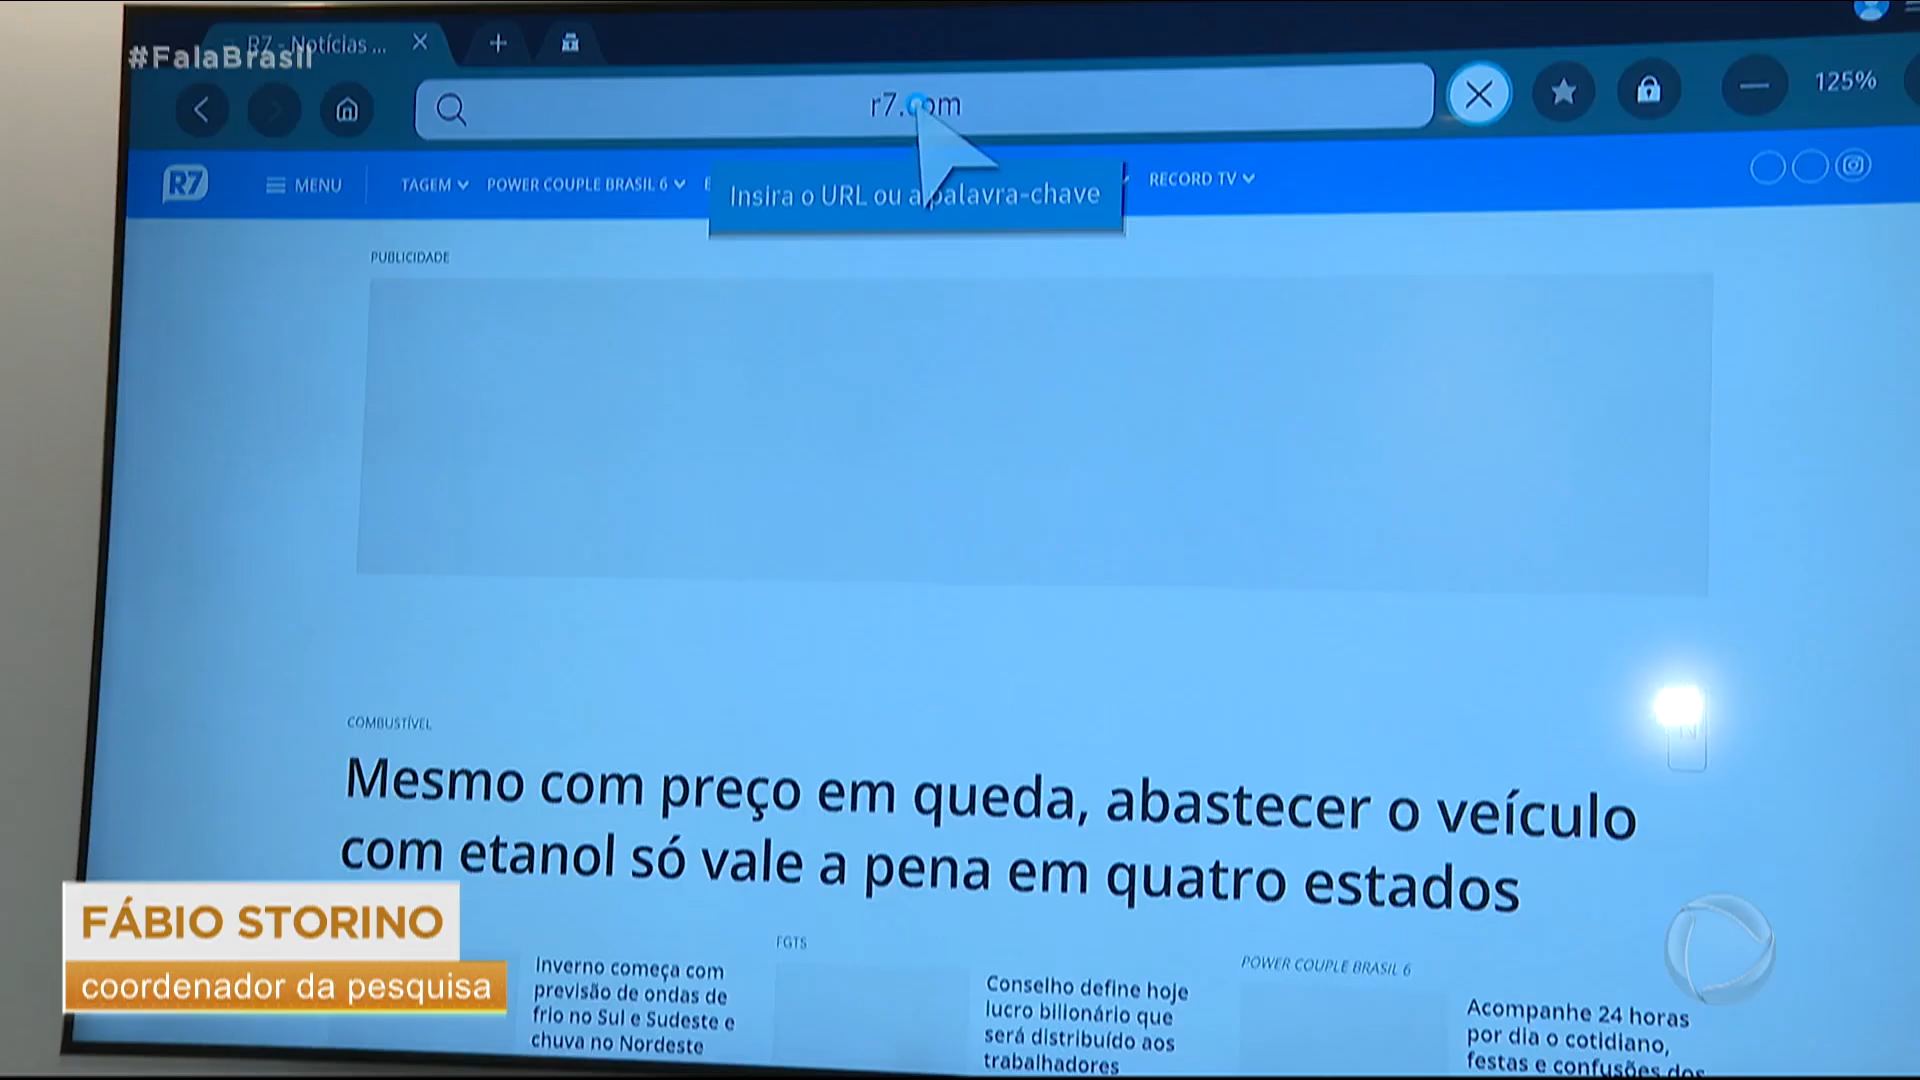 #FalaBrasil
R7 - Notícias ...
r7.com
125%
R7
MENU
TAGEM
POWER COUPLE BRASIL 6
RECORD TV
Insira o URL ou a palavra-chave
PUBLICIDADE
COMBUSTÍVEL
Mesmo com preço em queda, abastecer o veículo
com etanol só vale a pena em quatro estados
FÁBIO STORINO
coordenador da pesquisa
Inverno começa com
previsão de ondas de
frio no Sul e Sudeste e
chuva no Nordeste
FGTS
Conselho define hoje
lucro bilionário que
será distribuído aos
trabalhadores
POWER COUPLE BRASIL 6
Acompanhe 24 horas
por dia o cotidiano,
festas e confusões dos